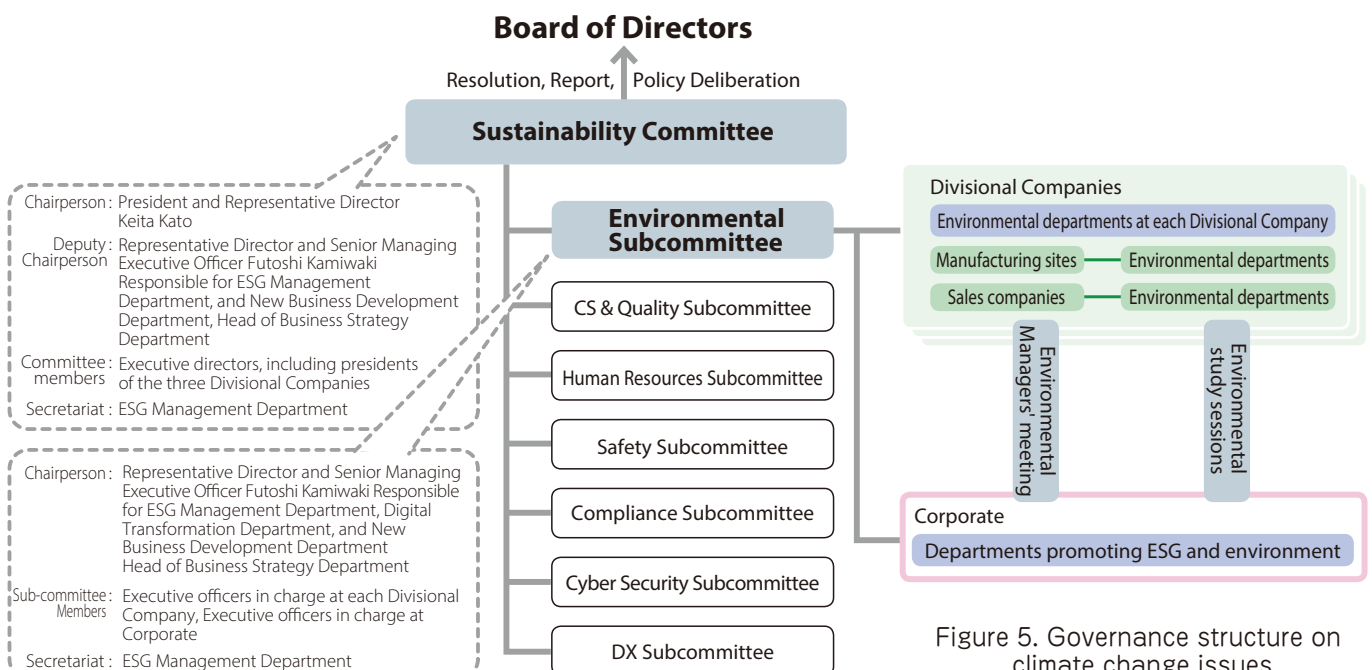 Board of Directors
Resolution, Report, Policy Deliberation
Sustainability Committee
Chairperson : President and Representative Director
Keita Kato
Deputy : Representative Director and Senior Managing
Chairperson Executive Officer Futoshi Kamiwaki
Responsible for ESG Management
Department, and New Business Development
Department, Head of Business Strategy
Department
Committee : Executive directors, including presidents
members of the three Divisional Companies
Secretariat : ESG Management Department
Chairperson : Representative Director and Senior Managing
Executive Officer Futoshi Kamiwaki Responsible
for ESG Management Department, Digital
Transformation Department, and New
Business Development Department
Head of Business Strategy Department
Sub-committee : Executive officers in charge at each Divisional
Members Company, Executive officers in charge at
Corporate
Secretariat : ESG Management Department
Environmental
Subcommittee
CS & Quality Subcommittee
Human Resources Subcommittee
Safety Subcommittee
Compliance Subcommittee
Cyber Security Subcommittee
DX Subcommittee
Divisional Companies
Environmental departments at each Divisional Company
Manufacturing sites Environmental departments
Sales companies Environmental departments
Environmental
Managers' meeting
Environmental
study sessions
Corporate
Departments promoting ESG and environment
Figure 5. Governance structure on
climate change issues